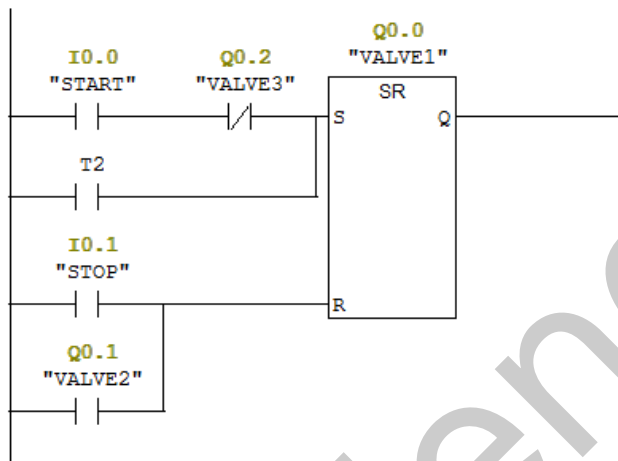 Q0.0
"VALVE1"
I0.0
"START"
Q0.2
"VALVE3"
SR
S
Q
T2
I0.1
"STOP"
R
Q0.1
"VALVE2"